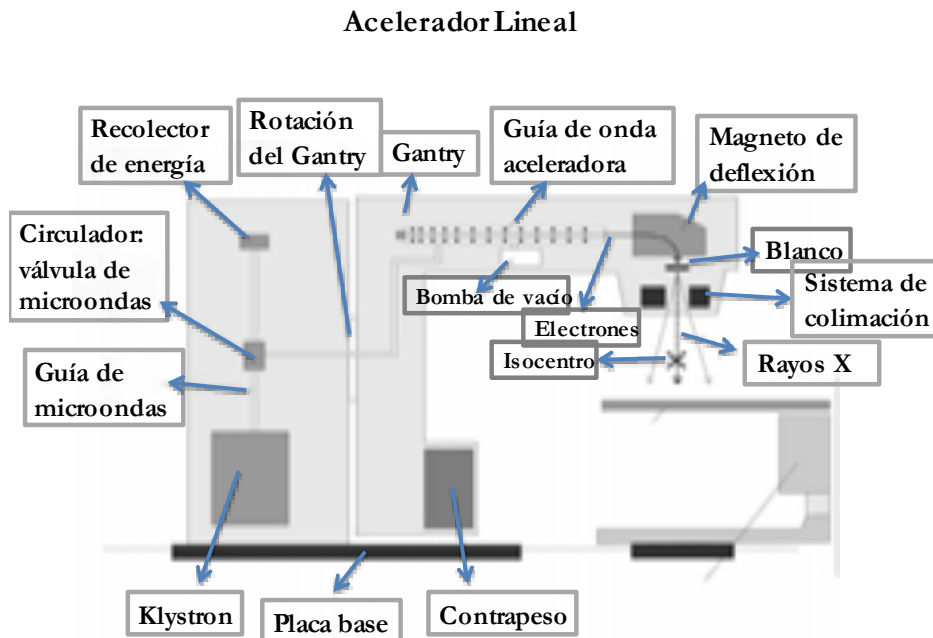 Acelerador Lineal
Recolector
de energía
Rotación
del Gantry
Gantry
Guía de onda
aceleradora
Magneto de
deflexión
Circulador:
válvula de
microondas
Blanco
Bomba de vacío
Sistema de
colimación
Electrones
Isocentro
Rayos X
Guía de
microondas
Klystron
Placa base
Contrapeso